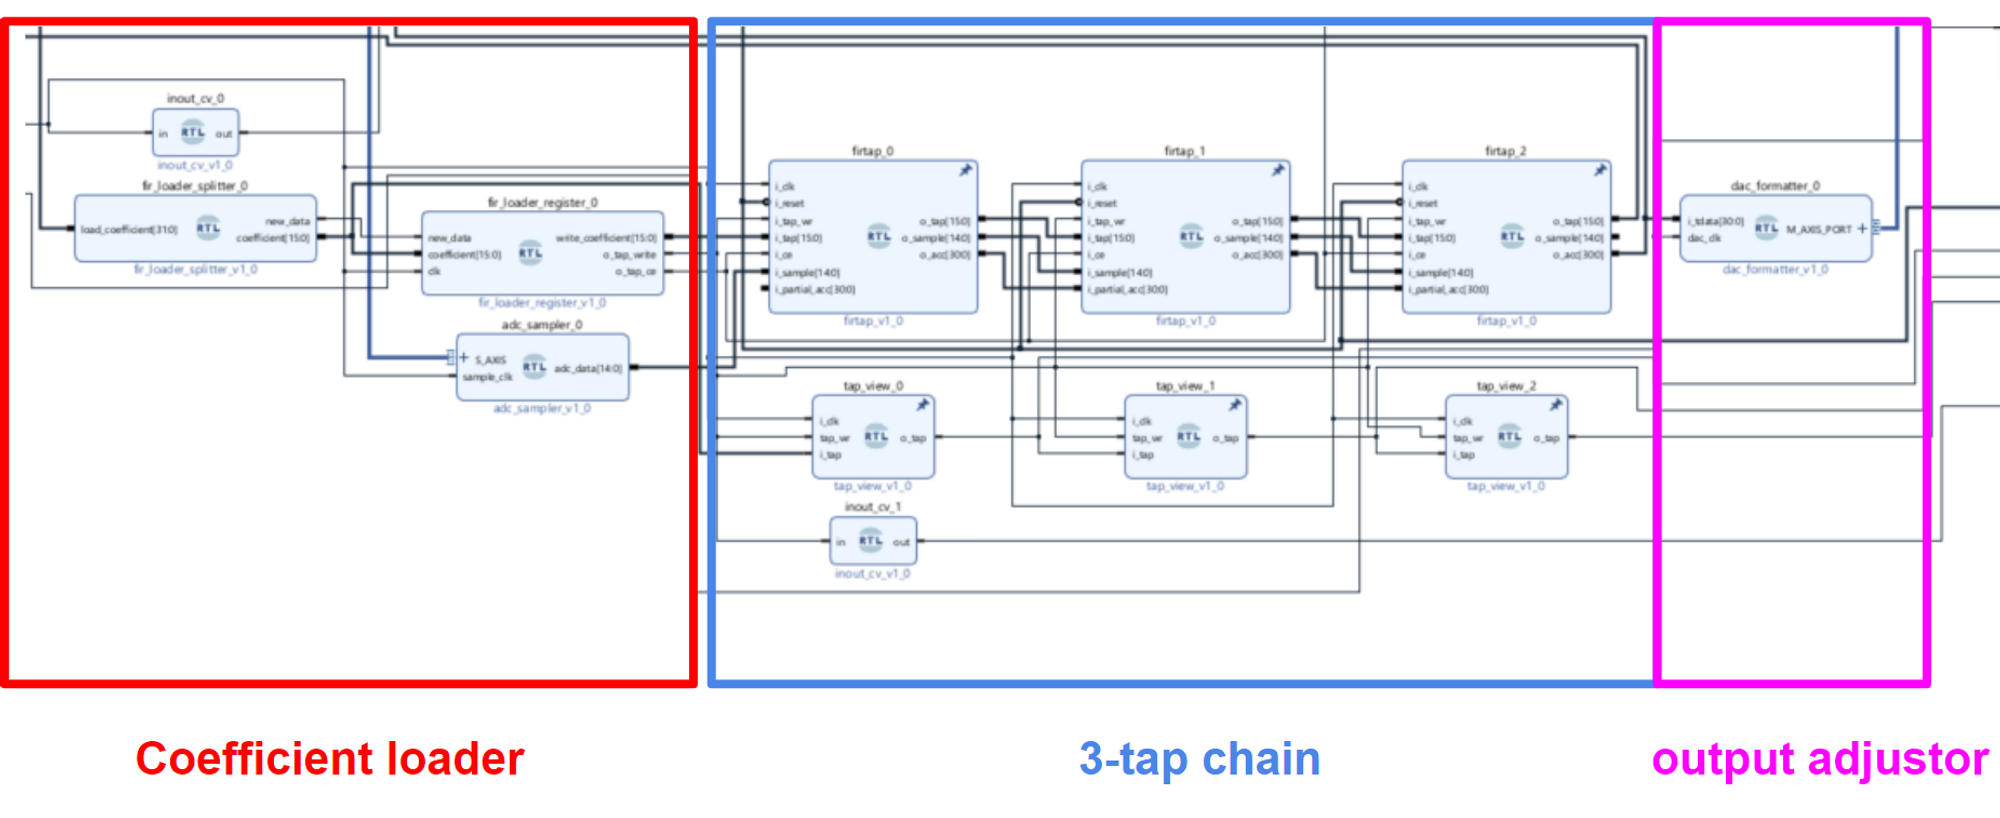 inout_cv_0
in RTL out
inout_cv_v1_0
fir_loader_splitter_0
load_coefficient[31:0] RTL new_data
coefficient[15:0]
fir_loader_splitter_v1_0
fir_loader_register_0
new_data write_coefficient[15:0]
coefficient[15:0] RTL o_tap_write
clk o_tap_ce
fir_loader_register_v1_0
adc_sampler_0
S_AXIS RTL adc_data[14:0]
sample_clk
adc_sampler_v1_0
firtap_0
i_clk
i_reset
i_tap_wr o_tap[15:0]
i_tap[15:0] RTL o_sample[14:0]
i_ce o_acc[30:0]
i_sample[14:0]
i_partial_acc[30:0]
firtap_v1_0
firtap_1
i_clk
i_reset
i_tap_wr o_tap[15:0]
i_tap[15:0] RTL o_sample[14:0]
i_ce o_acc[30:0]
i_sample[14:0]
i_partial_acc[30:0]
firtap_v1_0
firtap_2
i_clk
i_reset
i_tap_wr o_tap[15:0]
i_tap[15:0] RTL o_sample[14:0]
i_ce o_acc[30:0]
i_sample[14:0]
i_partial_acc[30:0]
firtap_v1_0
tap_view_0
i_clk
tap_wr RTL o_tap
i_tap
tap_view_v1_0
tap_view_1
i_clk
tap_wr RTL o_tap
i_tap
tap_view_v1_0
tap_view_2
i_clk
tap_wr RTL o_tap
i_tap
tap_view_v1_0
inout_cv_1
in RTL out
inout_cv_v1_0
dac_formatter_0
i_tdata[30:0] RTL M_AXIS_PORT
dac_clk
dac_formatter_v1_0
Coefficient loader
3-tap chain
output adjustor